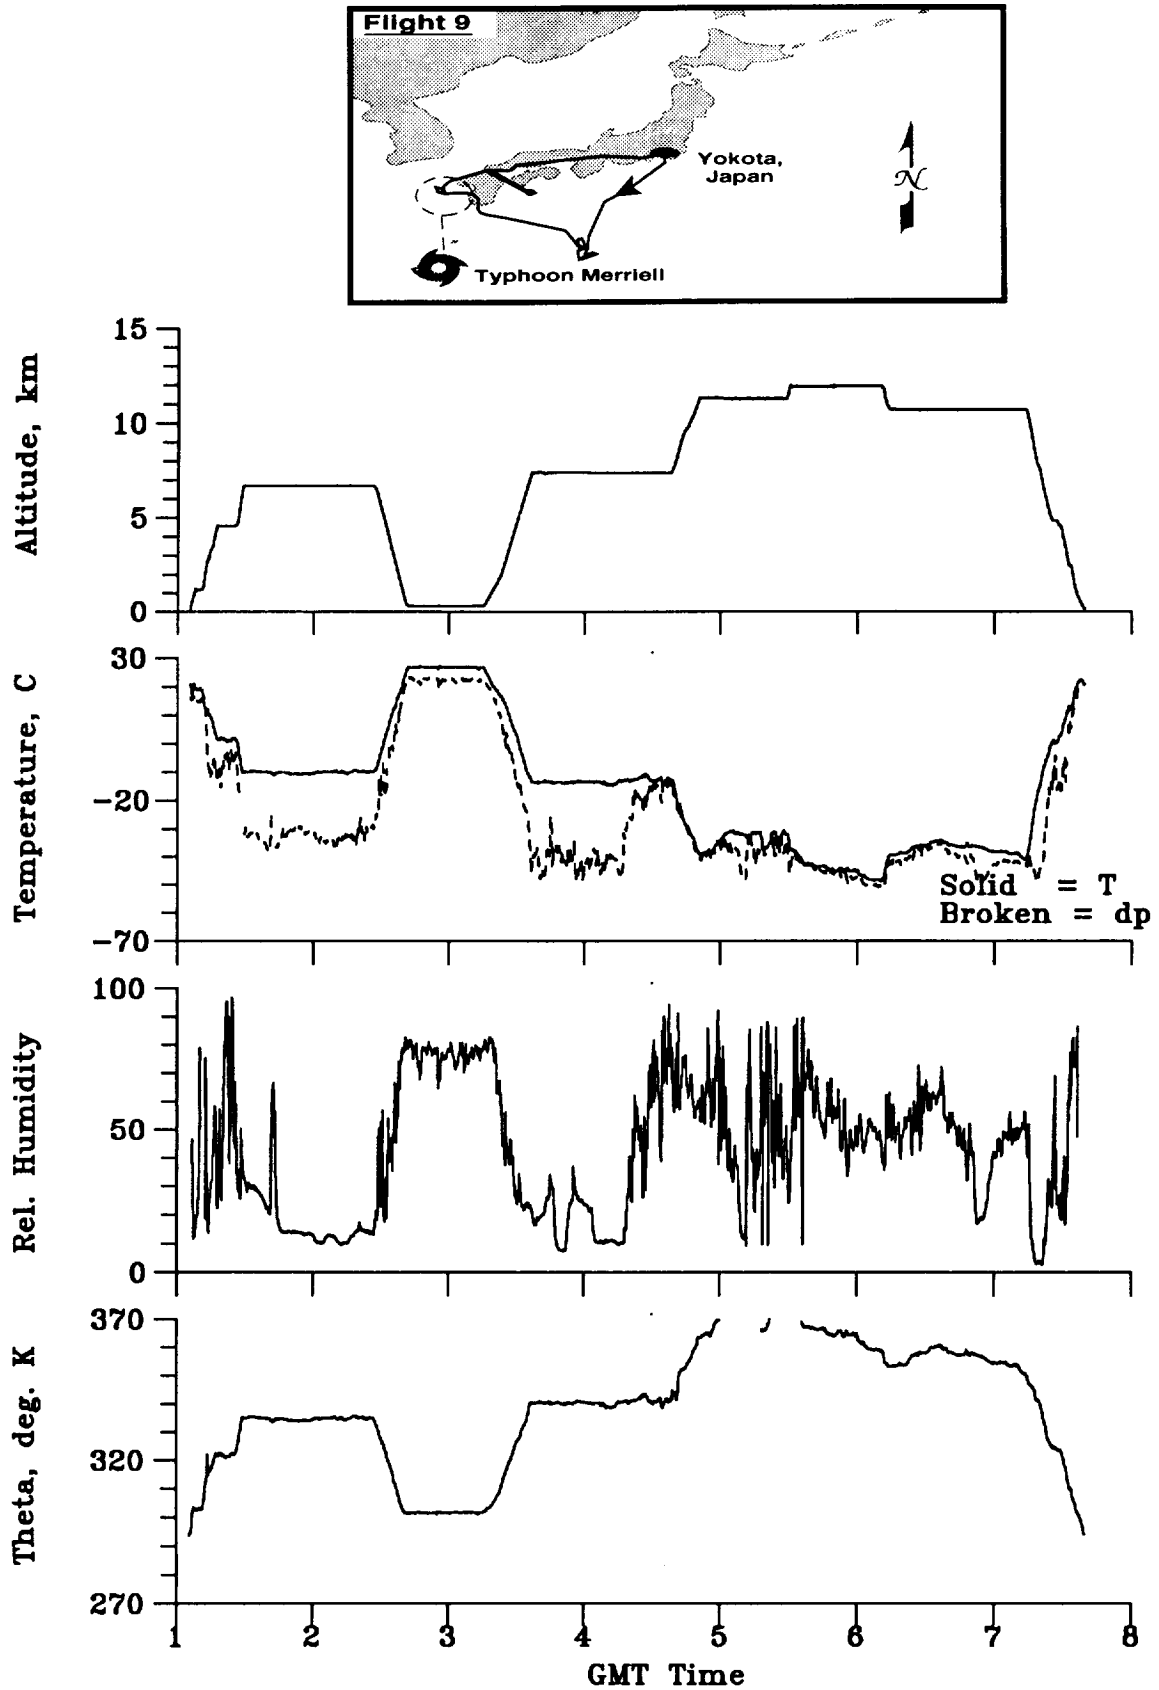 Flight 9
Yokota,
Japan
N
Typhoon Merriell
Altitude, km
15
10
5
0
Temperature, C
30
-20
-70
Solid = T
Broken = dp
Rel. Humidity
100
50
0
Theta, deg. K
370
320
270
1 2 3 4 5 6 7 8
GMT Time